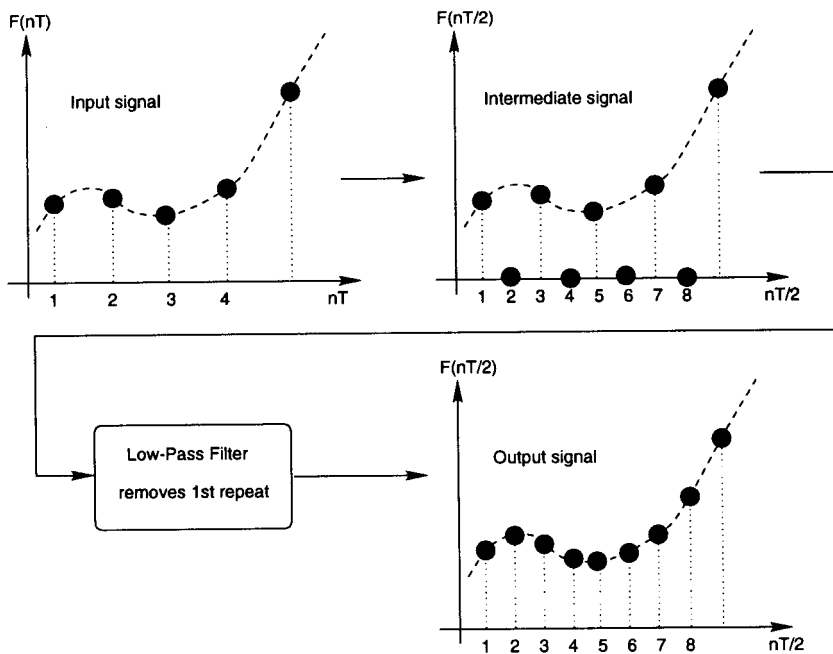 F(nT)
Input signal
1 2 3 4 nT
F(nT/2)
Intermediate signal
1 2 3 4 5 6 7 8 nT/2
Low-Pass Filter
removes 1st repeat
F(nT/2)
Output signal
1 2 3 4 5 6 7 8 nT/2